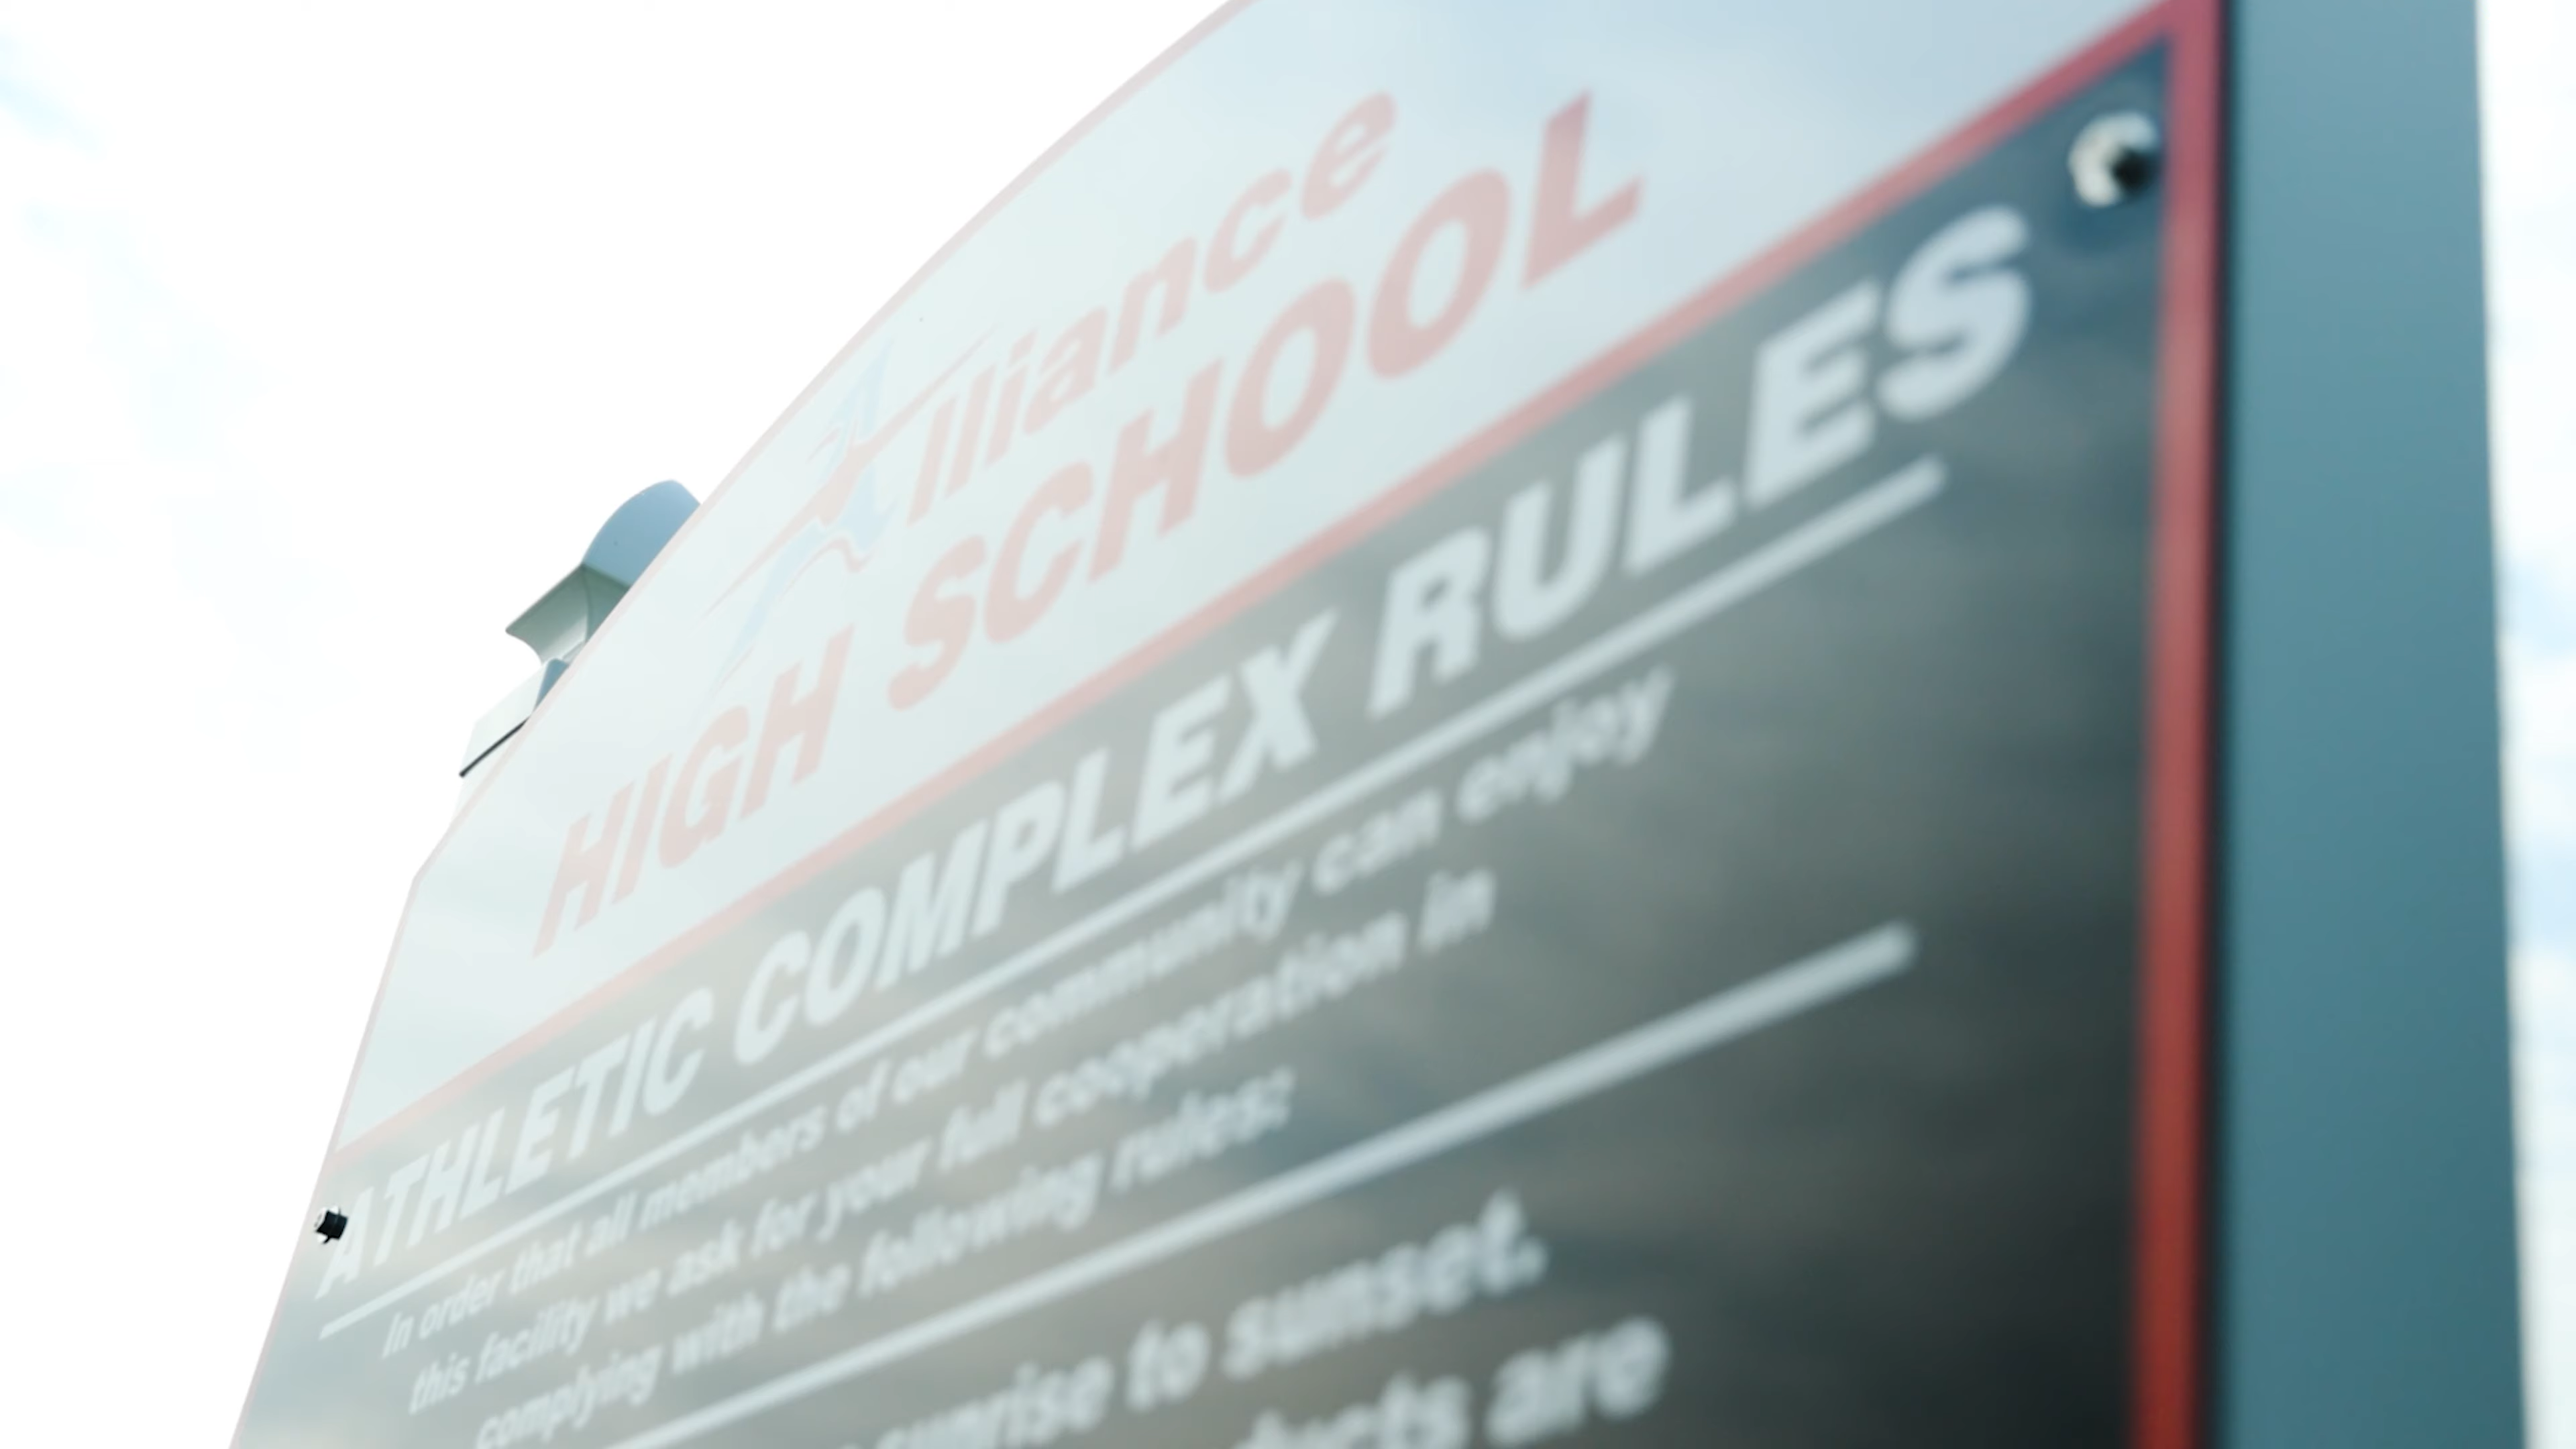 Alliance
HIGH SCHOOL
ATHLETIC COMPLEX RULES
In order that all members of our community can enjoy
this facility we ask for your full cooperation in
complying with the following rules:
sunrise to sunset.
are